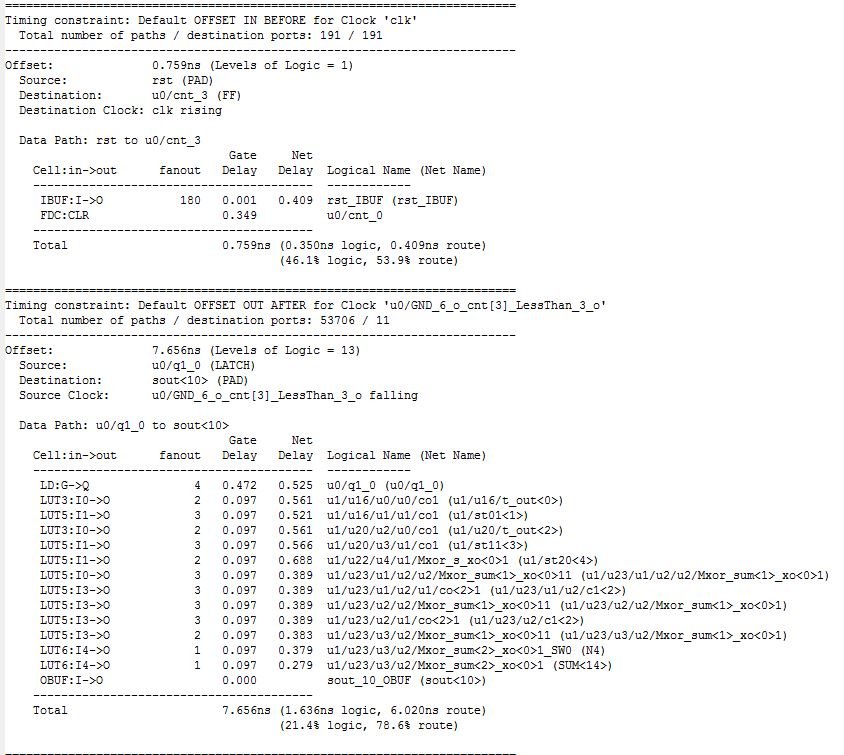 =========================================================================
Timing constraint: Default OFFSET IN BEFORE for Clock 'clk'
  Total number of paths / destination ports: 191 / 191
-------------------------------------------------------------------------
Offset:              0.759ns (Levels of Logic = 1)
  Source:            rst (PAD)
  Destination:       u0/cnt_3 (FF)
  Destination Clock: clk rising

  Data Path: rst to u0/cnt_3
                                Gate     Net
    Cell:in->out      fanout   Delay   Delay  Logical Name (Net Name)
    ----------------------------------------  ------------
     IBUF:I->O           180   0.001   0.409  rst_IBUF (rst_IBUF)
     FDC:CLR                   0.349          u0/cnt_0
    ----------------------------------------
    Total                      0.759ns (0.350ns logic, 0.409ns route)
                                       (46.1% logic, 53.9% route)

=========================================================================
Timing constraint: Default OFFSET OUT AFTER for Clock 'u0/GND_6_o_cnt[3]_LessThan_3_o'
  Total number of paths / destination ports: 53706 / 11
-------------------------------------------------------------------------
Offset:              7.656ns (Levels of Logic = 13)
  Source:            u0/q1_0 (LATCH)
  Destination:       sout<10> (PAD)
  Source Clock:      u0/GND_6_o_cnt[3]_LessThan_3_o falling

  Data Path: u0/q1_0 to sout<10>
                                Gate     Net
    Cell:in->out      fanout   Delay   Delay  Logical Name (Net Name)
    ----------------------------------------  ------------
     LD:G->Q               4   0.472   0.525  u0/q1_0 (u0/q1_0)
     LUT3:I0->O            2   0.097   0.561  u1/u16/u0/u0/co1 (u1/u16/t_out<0>)
     LUT5:I1->O            3   0.097   0.521  u1/u16/u1/u1/co1 (u1/st01<1>)
     LUT3:I0->O            2   0.097   0.561  u1/u20/u2/u0/co1 (u1/u20/t_out<2>)
     LUT5:I1->O            3   0.097   0.566  u1/u20/u3/u1/co1 (u1/st11<3>)
     LUT5:I1->O            2   0.097   0.688  u1/u22/u4/u1/Mxor_s_xo<0>1 (u1/st20<4>)
     LUT5:I0->O            3   0.097   0.389  u1/u23/u1/u2/u2/Mxor_sum<1>_xo<0>11 (u1/u23/u1/u2/u2/Mxor_sum<1>_xo<0>1)
     LUT5:I3->O            3   0.097   0.389  u1/u23/u1/u2/u1/co<2>1 (u1/u23/u1/u2/c1<2>)
     LUT5:I3->O            3   0.097   0.389  u1/u23/u2/u2/Mxor_sum<1>_xo<0>11 (u1/u23/u2/u2/Mxor_sum<1>_xo<0>1)
     LUT5:I3->O            3   0.097   0.389  u1/u23/u2/u1/co<2>1 (u1/u23/u2/c1<2>)
     LUT5:I3->O            2   0.097   0.383  u1/u23/u3/u2/Mxor_sum<1>_xo<0>11 (u1/u23/u3/u2/Mxor_sum<1>_xo<0>1)
     LUT6:I4->O            1   0.097   0.379  u1/u23/u3/u2/Mxor_sum<2>_xo<0>1_SW0 (N4)
     LUT6:I4->O            1   0.097   0.279  u1/u23/u3/u2/Mxor_sum<2>_xo<0>1 (SUM<14>)
     OBUF:I->O                 0.000          sout_10_OBUF (sout<10>)
    ----------------------------------------
    Total                      7.656ns (1.636ns logic, 6.020ns route)
                                       (21.4% logic, 78.6% route)

=========================================================================